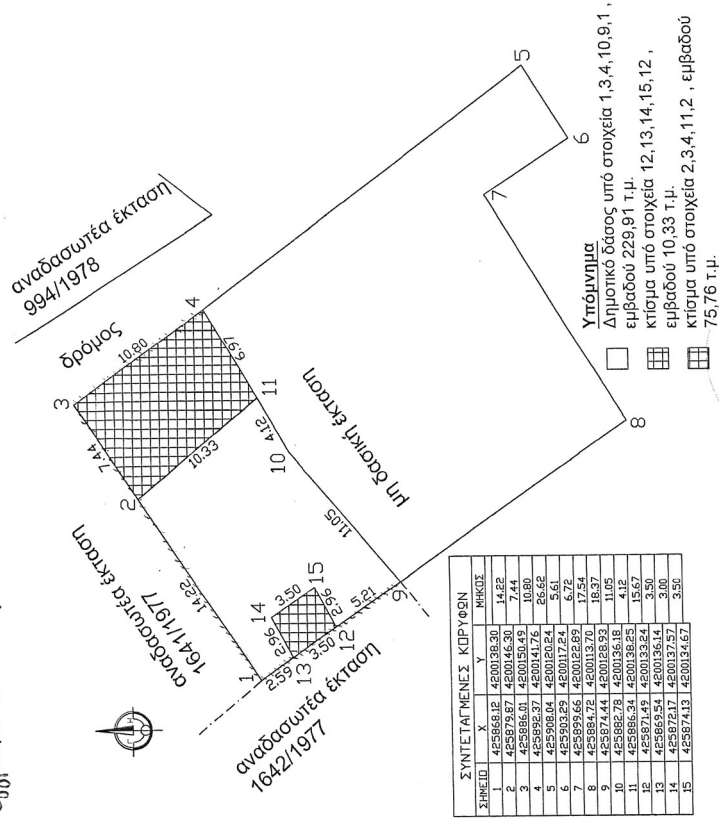 αναδασωτέα έκταση
994/1978
δρόμος
αναδασωτέα έκταση
1641/1977
αναδασωτέα έκταση
1642/1977
μη δασική έκταση
1
2
3
4
5
6
7
8
9
10
11
12
13
14
15
14.22
7.44
10.80
6.97
4.12
10.33
11.05
5.21
2.59
3.50
2.96
3.50
2.96
Υπόμνημα
Δημοτικό δάσος υπό στοιχεία 1,3,4,10,9,1 ,
εμβαδού 229,91 τ.μ.
κτίσμα υπό στοιχεία 12,13,14,15,12 ,
εμβαδού 10,33 τ.μ.
κτίσμα υπό στοιχεία 2,3,4,11,2 , εμβαδού
75,76 τ.μ.
ΣΥΝΤΕΤΑΓΜΕΝΕΣ ΚΟΡΥΦΩΝ
ΣΗΜΕΙΟ X Y ΜΗΚΟΣ
1 425868.12 4200138.30 14.22
2 425879.87 4200146.30 7.44
3 425886.01 4200150.49 10.80
4 425892.37 4200141.76 26.62
5 425908.04 4200120.24 5.61
6 425903.29 4200117.24 6.72
7 425899.66 4200122.89 17.54
8 425884.72 4200113.70 18.37
9 425874.44 4200128.93 11.05
10 425882.78 4200136.18 4.12
11 425886.34 4200138.25 15.67
12 425871.49 4200133.24 3.50
13 425869.54 4200136.14 3.00
14 425872.17 4200137.57 3.50
15 425874.13 4200134.67